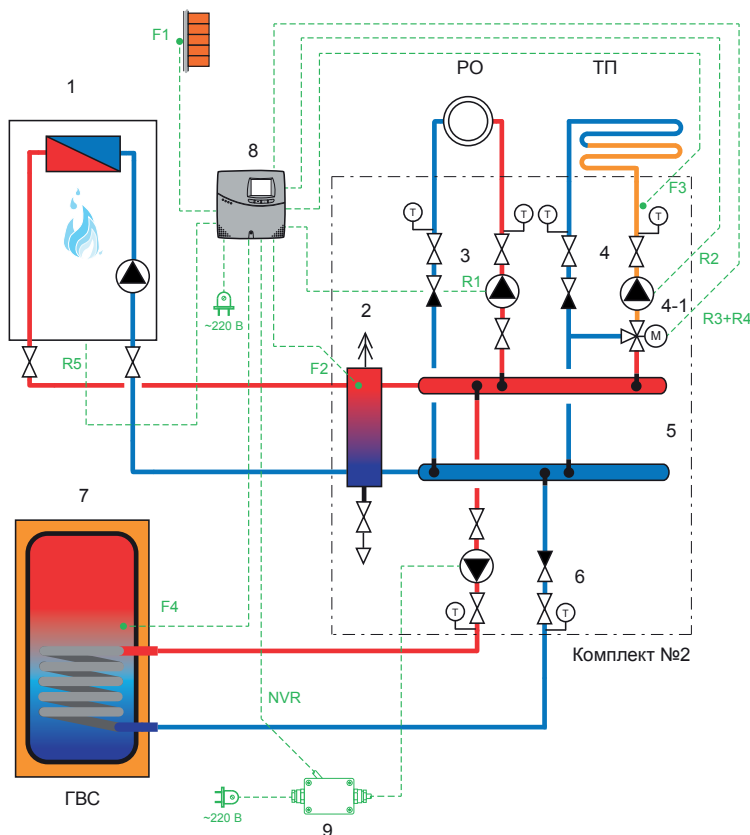 F1
РО
ТП
1
8
F3
T
T
T
T
3
4
R2
R1
4-1
~220 В
2
M
R3+R4
R5
F2
5
7
6
F4
T
T
Комплект №2
NVR
~220 В
ГВС
9